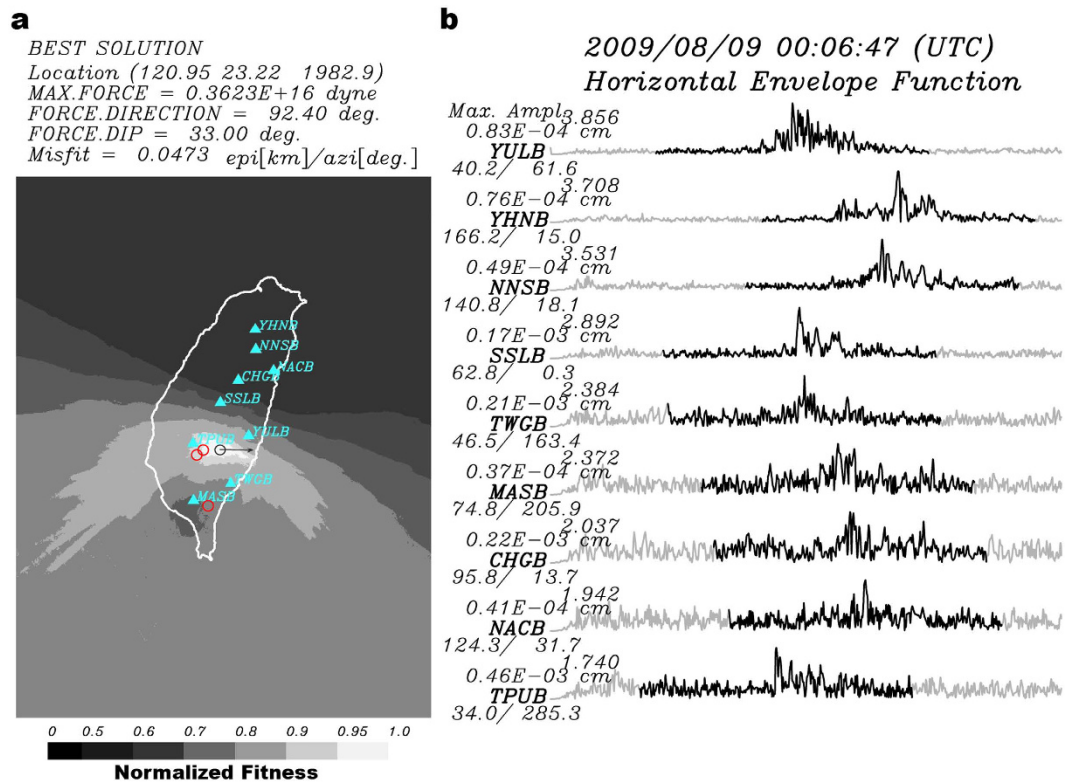 a
BEST SOLUTION
Location (120.95 23.22 1982.9)
MAX.FORCE = 0.3623E+16 dyne
FORCE.DIRECTION = 92.40 deg.
FORCE.DIP = 33.00 deg.
Misfit = 0.0473 epi[km]/azi[deg.]
YHNB
NNSB
NACB
CHGB
SSLB
YULB
TPUB
TWGB
MASB
0 0.5 0.6 0.7 0.8 0.9 0.95 1.0
Normalized Fitness
b
2009/08/09 00:06:47 (UTC)
Horizontal Envelope Function
Max. Ampl.
3.856
0.83E-04 cm
YULB
40.2/ 61.6
3.708
0.76E-04 cm
YHNB
166.2/ 15.0
3.531
0.49E-04 cm
NNSB
140.8/ 18.1
2.892
0.17E-03 cm
SSLB
62.8/ 0.3
2.384
0.21E-03 cm
TWGB
46.5/ 163.4
2.372
0.37E-04 cm
MASB
74.8/ 205.9
2.037
0.22E-03 cm
CHGB
95.8/ 13.7
1.942
0.41E-04 cm
NACB
124.3/ 31.7
1.740
0.46E-03 cm
TPUB
34.0/ 285.3